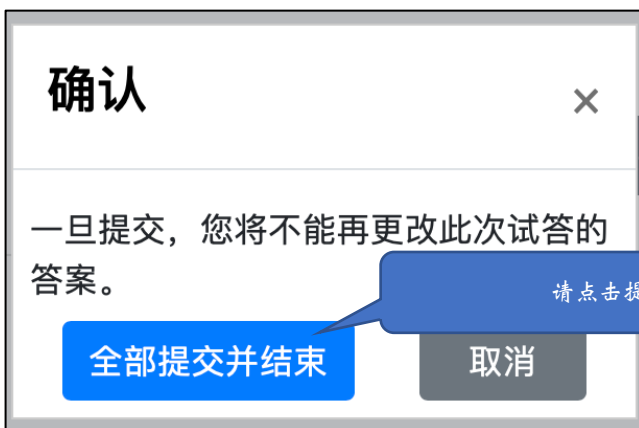 确认
×
一旦提交，您将不能再更改此次试答的
答案。
请点击提
全部提交并结束
取消